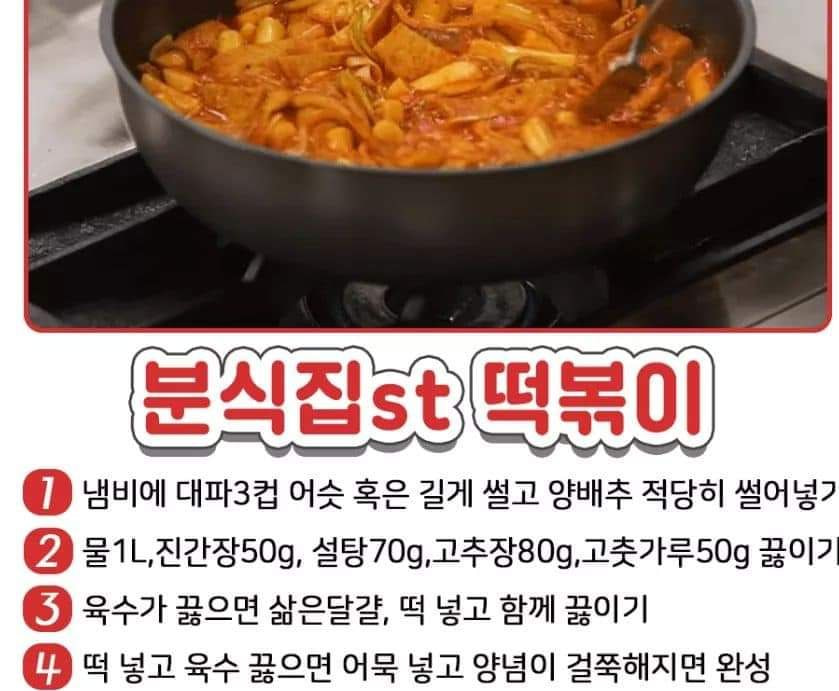 분식집st 떡볶이
1 냄비에 대파3컵 어슷 혹은 길게 썰고 양배추 적당히 썰어넣기
2 물1L,진간장50g, 설탕70g,고추장80g,고춧가루50g 끓이기
3 육수가 끓으면 삶은달걀, 떡 넣고 함께 끓이기
4 떡 넣고 육수 끓으면 어묵 넣고 양념이 걸쭉해지면 완성